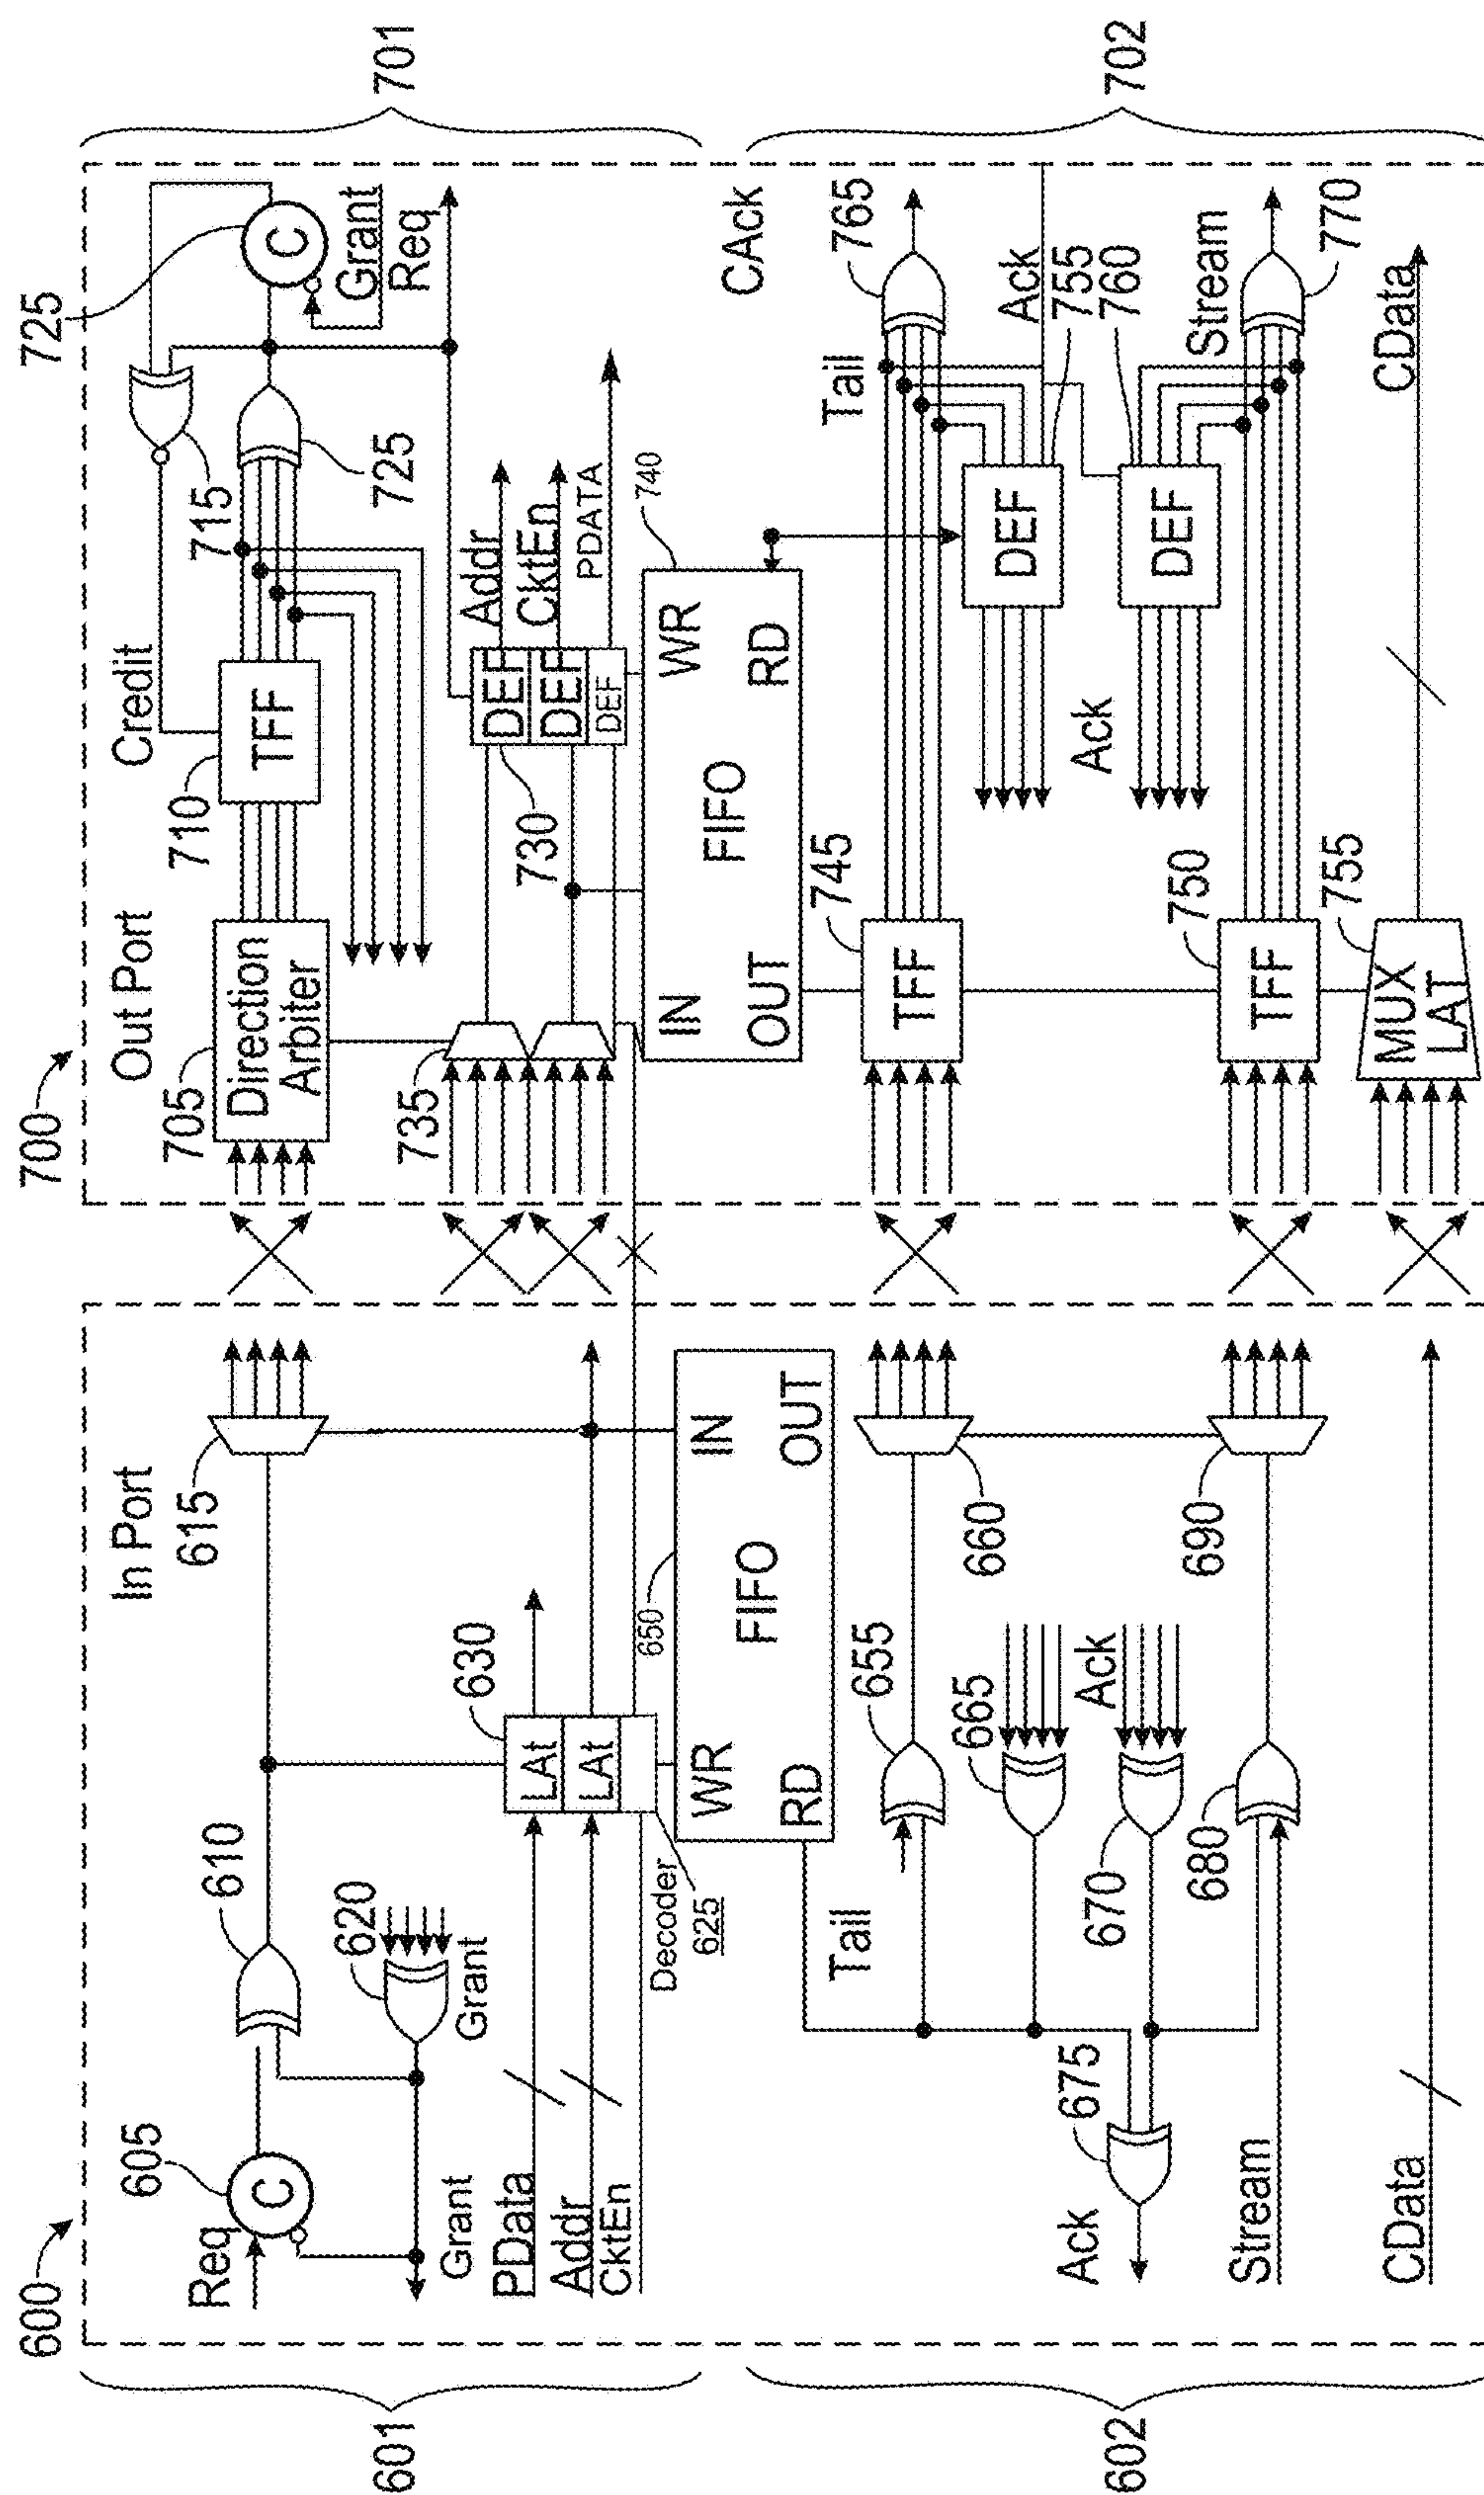 600
601
602
In Port
Req
605
610
615
620
Grant
Grant
PData
Addr
CktEn
630
LAt
LAt
Decoder
625
650
WR
IN
FIFO
RD
OUT
Tail
655
660
665
Ack
670
675
Ack
680
690
Stream
CData
700
701
702
Out Port
Credit
705
Direction
Arbiter
710
TFF
715
725
725
C
C
Grant
Req
735
730
DEF
DEF
DEF
Addr
CktEn
PDATA
740
IN
WR
FIFO
OUT
RD
CAck
745
TFF
Tail
765
Ack
755
760
DEF
DEF
Ack
750
TFF
Stream
770
755
MUX
LAT
CData